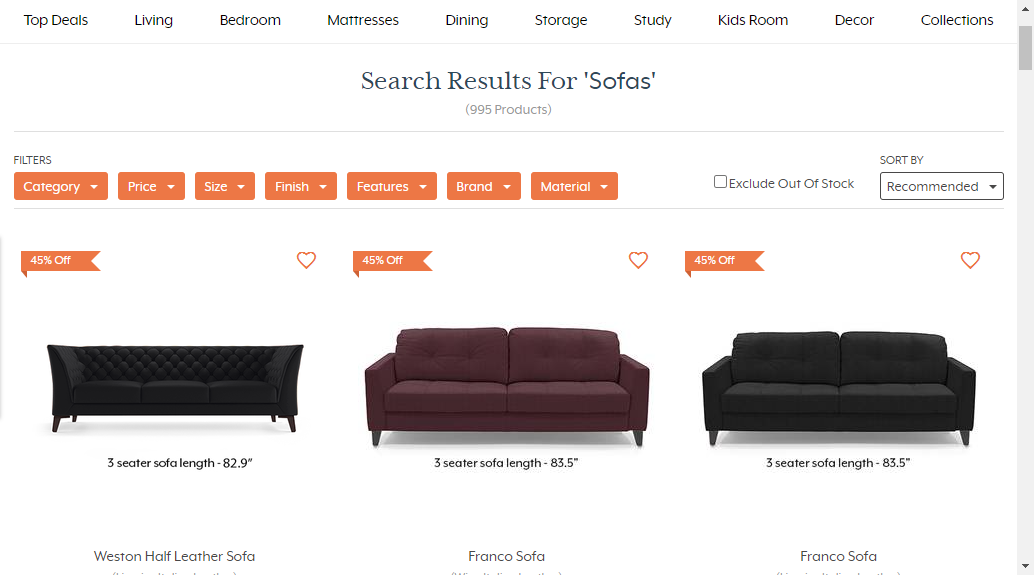 Top Deals Living Bedroom Mattresses Dining Storage Study Kids Room Decor Collections
Search Results For 'Sofas'
(995 Products)
FILTERS
SORT BY
Category Price Size Finish Features Brand Material
Exclude Out Of Stock
Recommended
45% Off 45% Off 45% Off
3 seater sofa length - 82.9" 3 seater sofa length - 83.5" 3 seater sofa length - 83.5"
Weston Half Leather Sofa Franco Sofa Franco Sofa